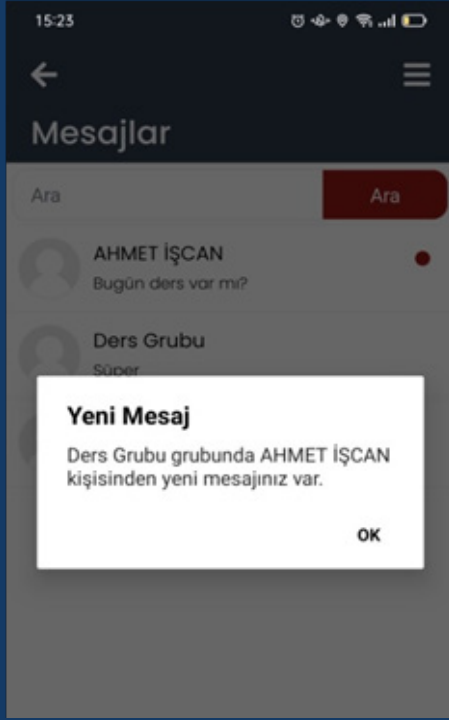 15:23
Mesajlar
Ara
Ara
AHMET İŞCAN
Bugün ders var mı?
Ders Grubu
Süper
Yeni Mesaj
Ders Grubu grubunda AHMET İŞCAN
kişisinden yeni mesajınız var.
OK